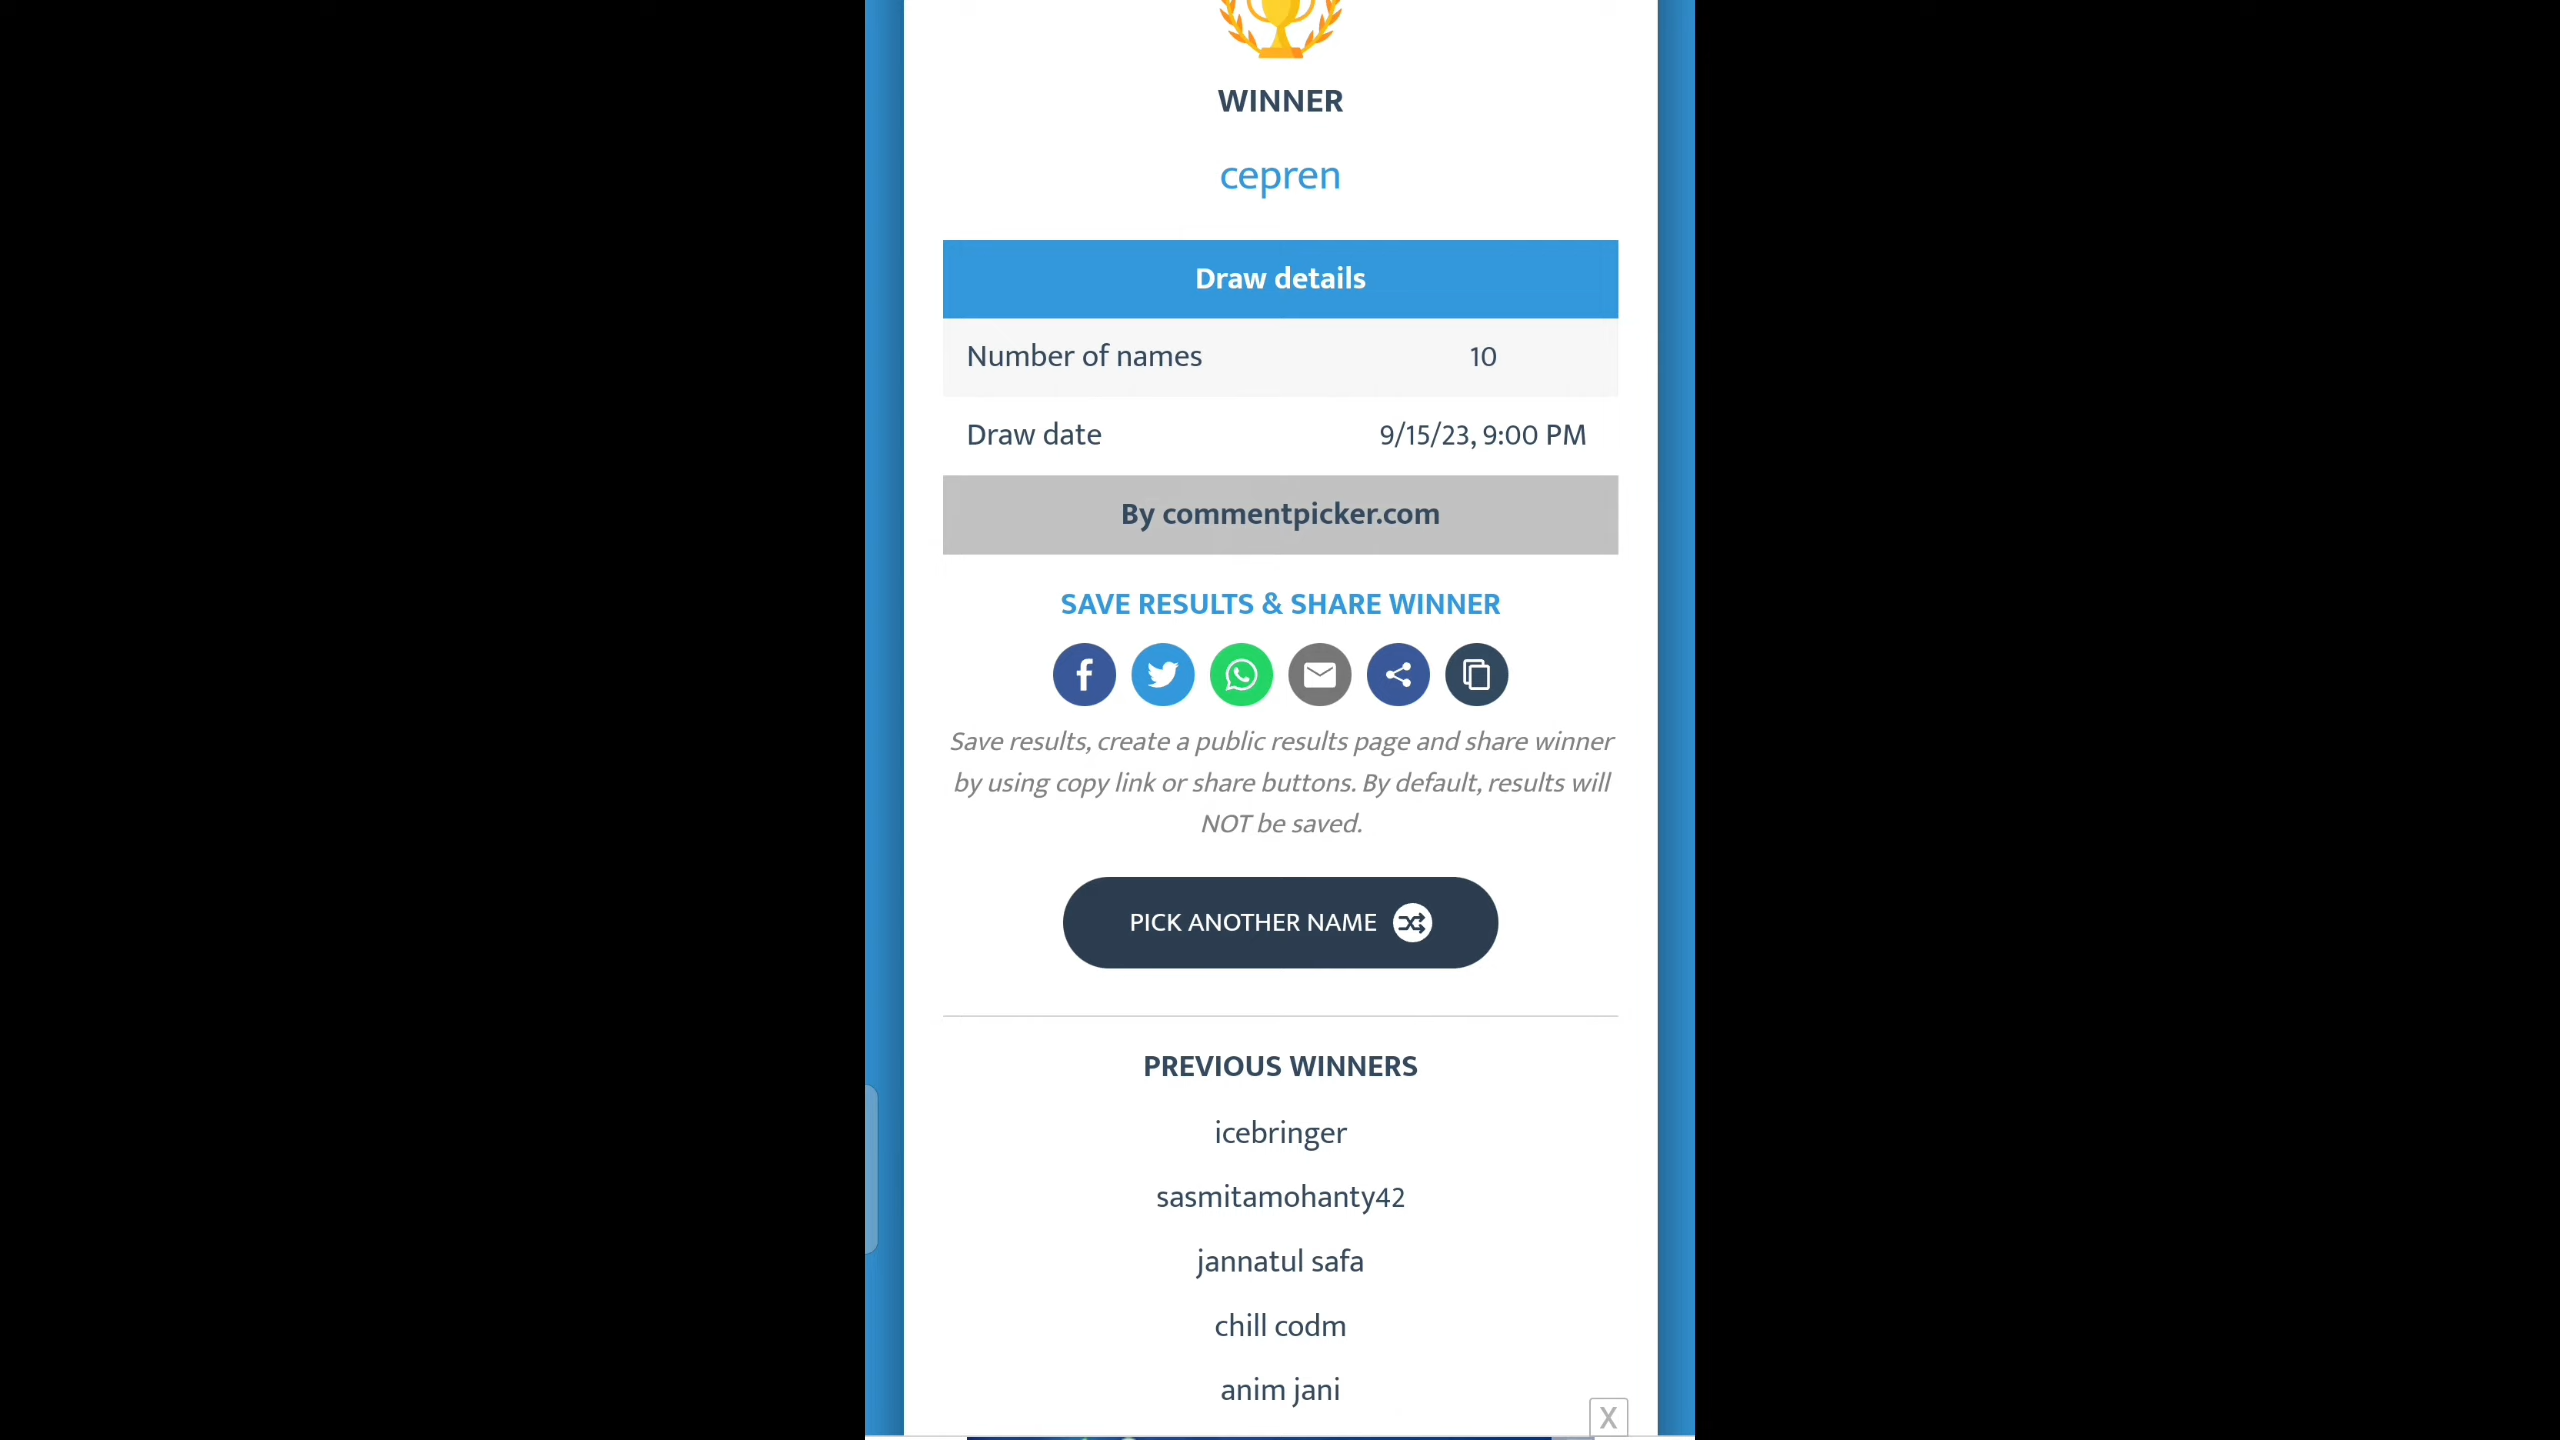 WINNER
cepren
Draw details
Number of names 10
Draw date 9/15/23, 9:00 PM
By commentpicker.com
SAVE RESULTS & SHARE WINNER
Save results, create a public results page and share winner
by using copy link or share buttons. By default, results will
NOT be saved.
PICK ANOTHER NAME
PREVIOUS WINNERS
icebringer
sasmitamohanty42
jannatul safa
chill codm
anim jani
X